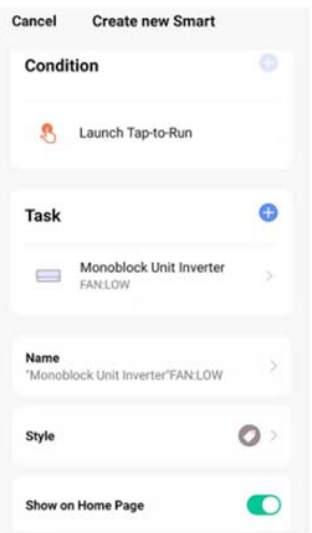 Cancel Create new Smart
Condition
Launch Tap-to-Run
Task
Monoblock Unit Inverter
FAN:LOW
Name
"Monoblock Unit Inverter"FAN:LOW
Style
Show on Home Page